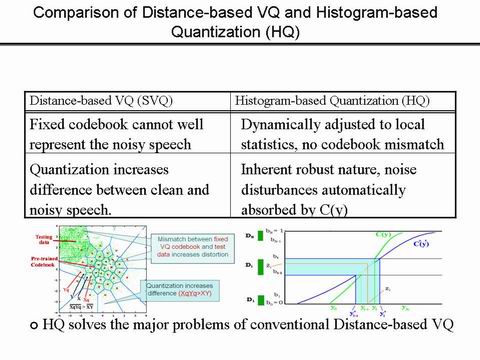 Comparison of Distance-based VQ and Histogram-based
Quantization (HQ)
Distance-based VQ (SVQ)
Histogram-based Quantization (HQ)
Fixed codebook cannot well
represent the noisy speech
Dynamically adjusted to local
statistics, no codebook mismatch
Quantization increases
difference between clean and
noisy speech.
Inherent robust nature, noise
disturbances automatically
absorbed by C(y)
Testing
data
Pre-trained
Codebook
Mismatch between fixed
VQ codebook and test
data increases distortion
Quantization increases
difference (XqYq>XY)
C(y)
C(y')
HQ solves the major problems of conventional Distance-based VQ